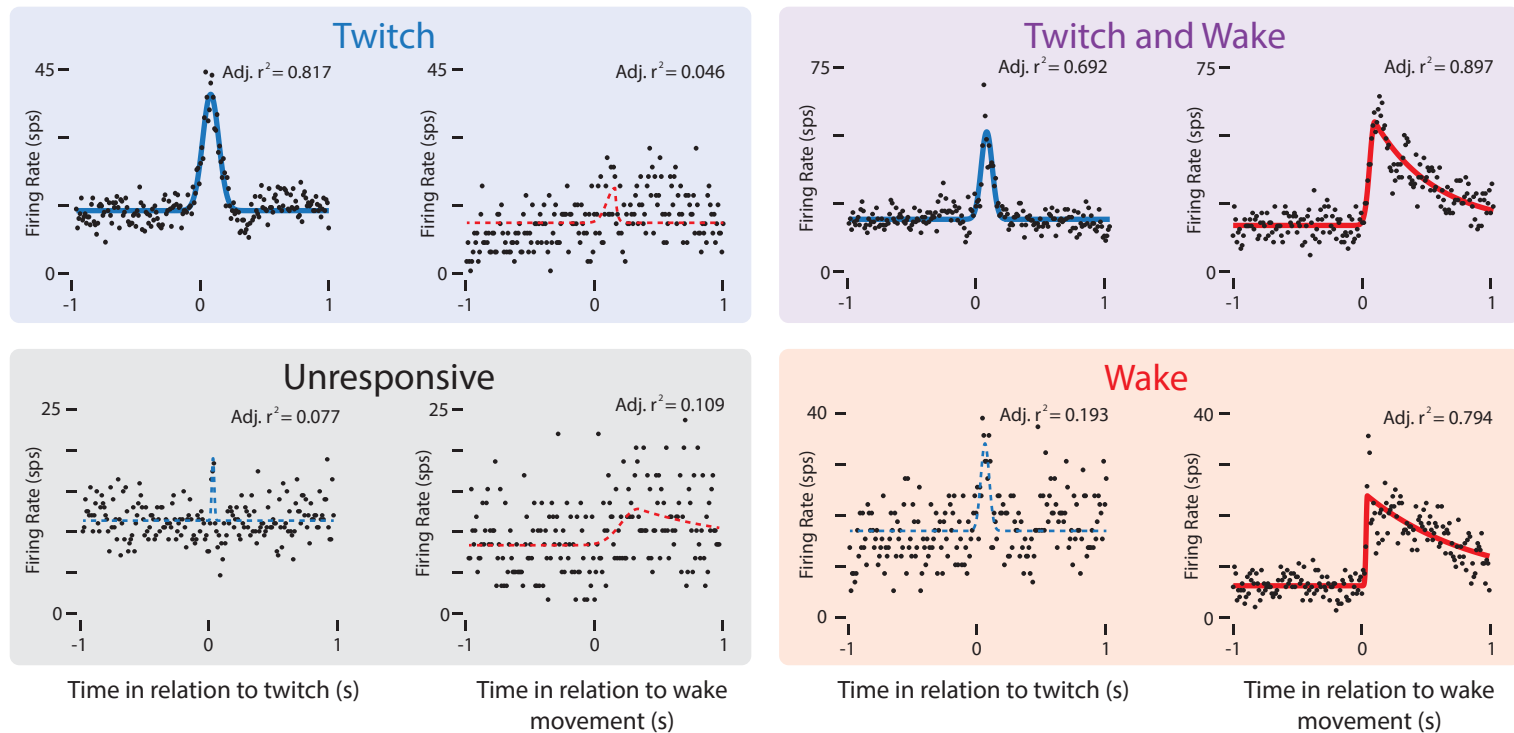 Twitch
Adj. r² = 0.817
Adj. r² = 0.046
45
0
Firing Rate (sps)
-1 0 1
45
0
Firing Rate (sps)
-1 0 1
Twitch and Wake
Adj. r² = 0.692
Adj. r² = 0.897
75
0
Firing Rate (sps)
-1 0 1
75
0
Firing Rate (sps)
-1 0 1
Unresponsive
Adj. r² = 0.077
Adj. r² = 0.109
25
0
Firing Rate (sps)
-1 0 1
25
0
Firing Rate (sps)
-1 0 1
Wake
Adj. r² = 0.193
Adj. r² = 0.794
40
0
Firing Rate (sps)
-1 0 1
40
0
Firing Rate (sps)
-1 0 1
Time in relation to twitch (s)
Time in relation to wake
movement (s)
Time in relation to twitch (s)
Time in relation to wake
movement (s)